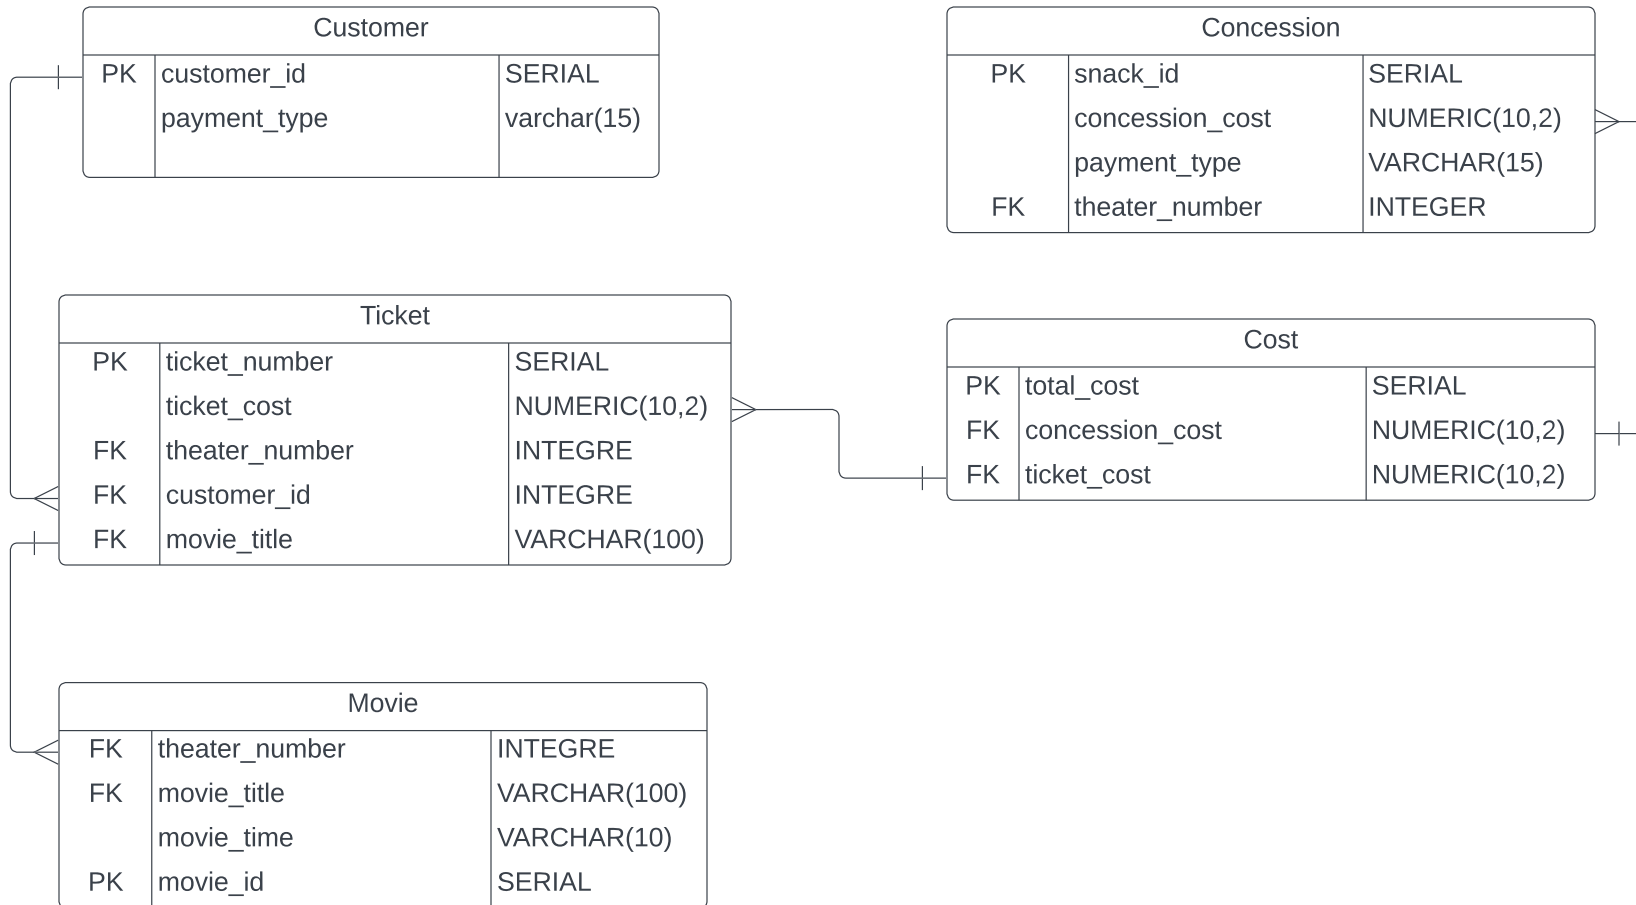 Customer
PK customer_id SERIAL
payment_type varchar(15)
Concession
PK snack_id SERIAL
concession_cost NUMERIC(10,2)
payment_type VARCHAR(15)
FK theater_number INTEGER
Ticket
PK ticket_number SERIAL
ticket_cost NUMERIC(10,2)
FK theater_number INTEGRE
FK customer_id INTEGRE
FK movie_title VARCHAR(100)
Cost
PK total_cost SERIAL
FK concession_cost NUMERIC(10,2)
FK ticket_cost NUMERIC(10,2)
Movie
FK theater_number INTEGRE
FK movie_title VARCHAR(100)
movie_time VARCHAR(10)
PK movie_id SERIAL